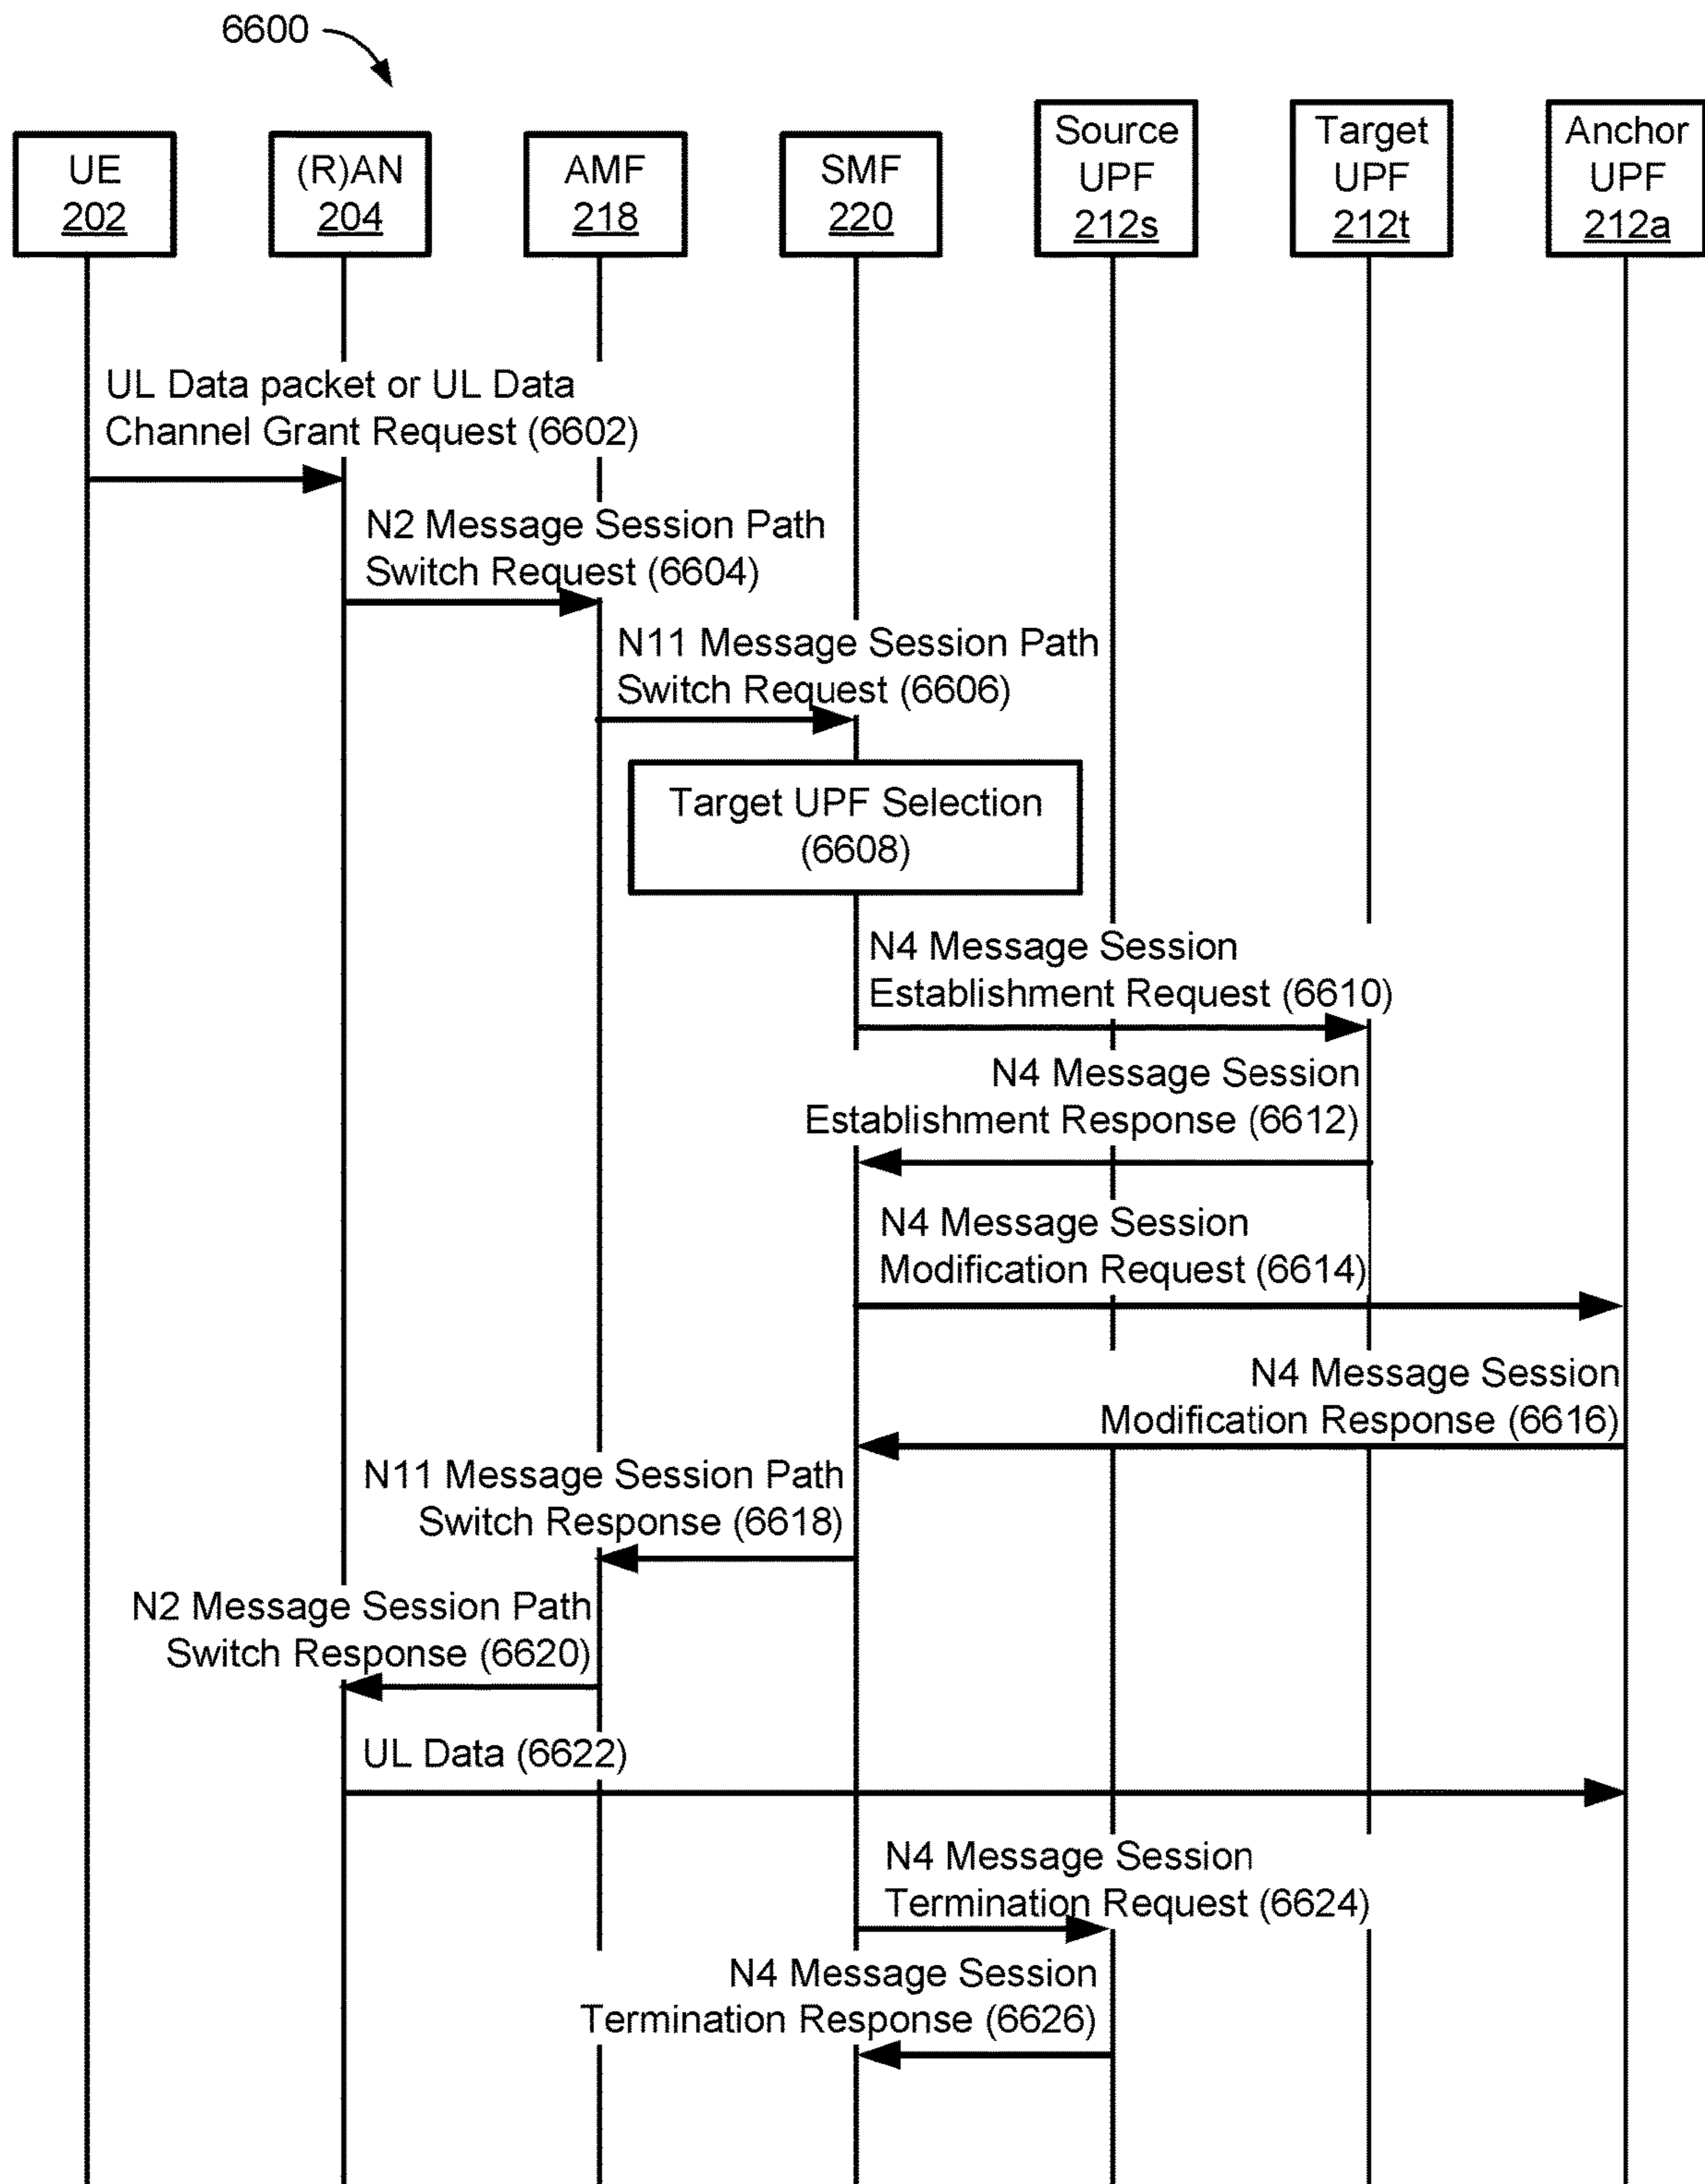 6600
UE
202
(R)AN
204
AMF
218
SMF
220
Source
UPF
212s
Target
UPF
212t
Anchor
UPF
212a
UL Data packet or UL Data
Channel Grant Request (6602)
N2 Message Session Path
Switch Request (6604)
N11 Message Session Path
Switch Request (6606)
Target UPF Selection
(6608)
N4 Message Session
Establishment Request (6610)
N4 Message Session
Establishment Response (6612)
N4 Message Session
Modification Request (6614)
N4 Message Session
Modification Response (6616)
N11 Message Session Path
Switch Response (6618)
N2 Message Session Path
Switch Response (6620)
UL Data (6622)
N4 Message Session
Termination Request (6624)
N4 Message Session
Termination Response (6626)